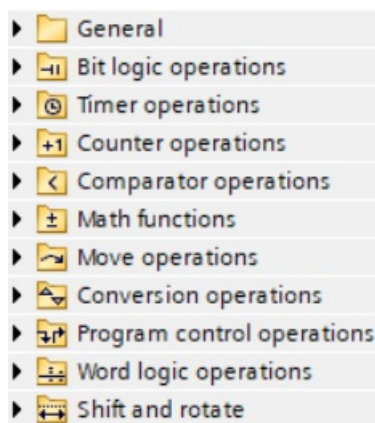 General
Bit logic operations
Timer operations
+1 Counter operations
Comparator operations
Math functions
Move operations
Conversion operations
Program control operations
Word logic operations
Shift and rotate